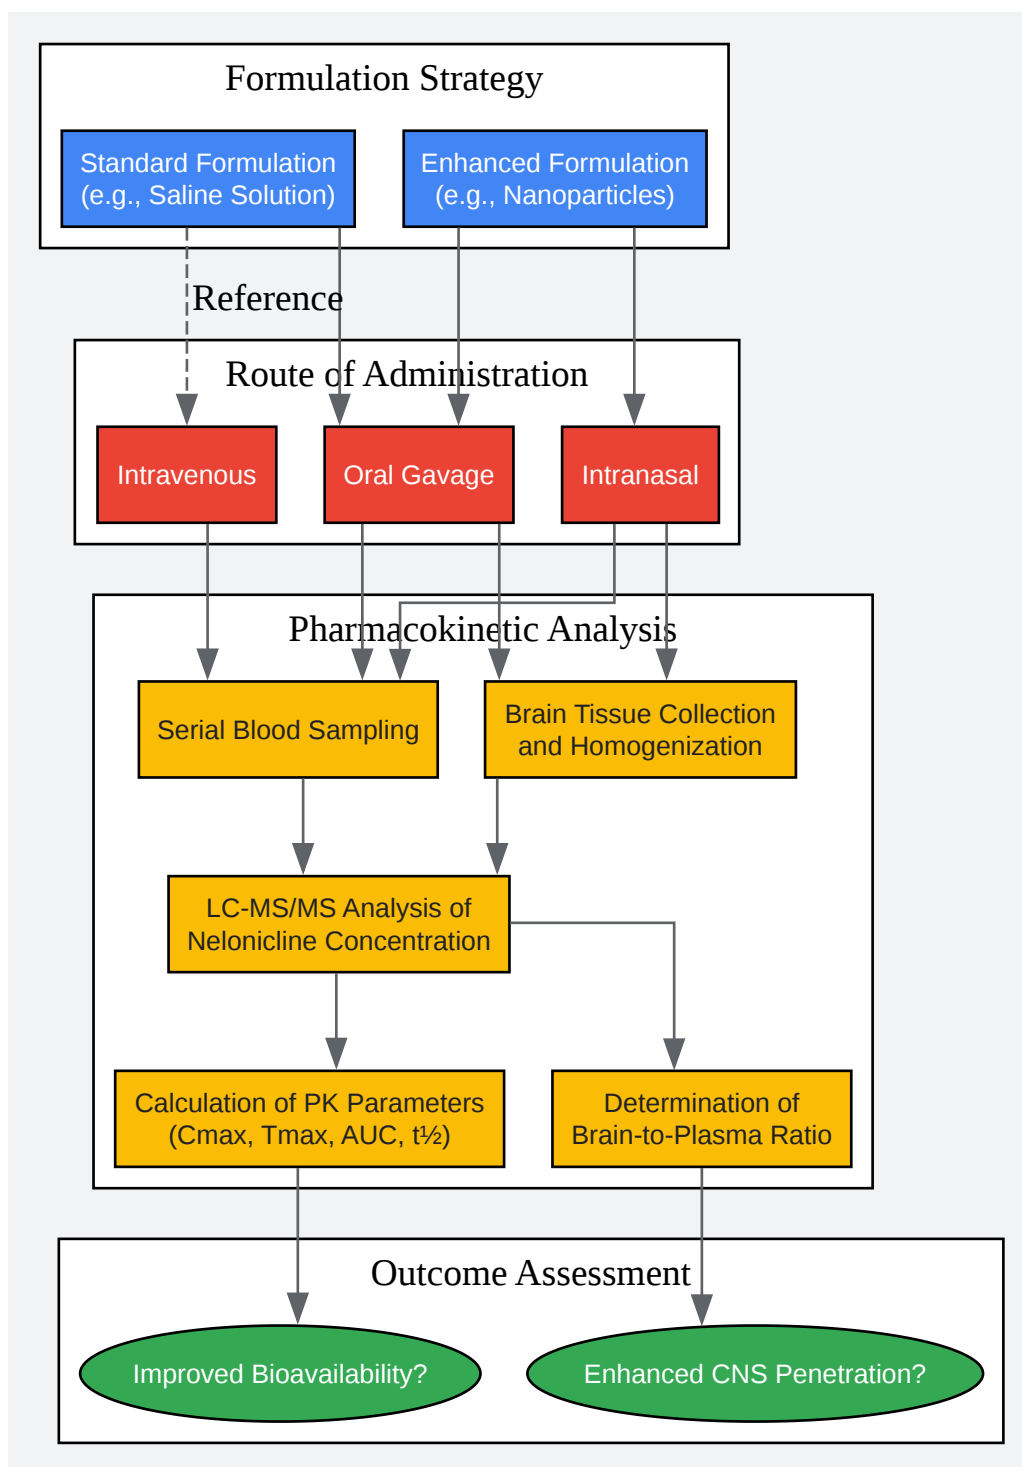 Formulation Strategy
Standard Formulation
(e.g., Saline Solution)
Enhanced Formulation
(e.g., Nanoparticles)
Reference
Route of Administration
Intravenous
Oral Gavage
Intranasal
Pharmacokinetic Analysis
Serial Blood Sampling
Brain Tissue Collection
and Homogenization
LC-MS/MS Analysis of
Nelonicline Concentration
Calculation of PK Parameters
(Cmax, Tmax, AUC, t½)
Determination of
Brain-to-Plasma Ratio
Outcome Assessment
Improved Bioavailability?
Enhanced CNS Penetration?